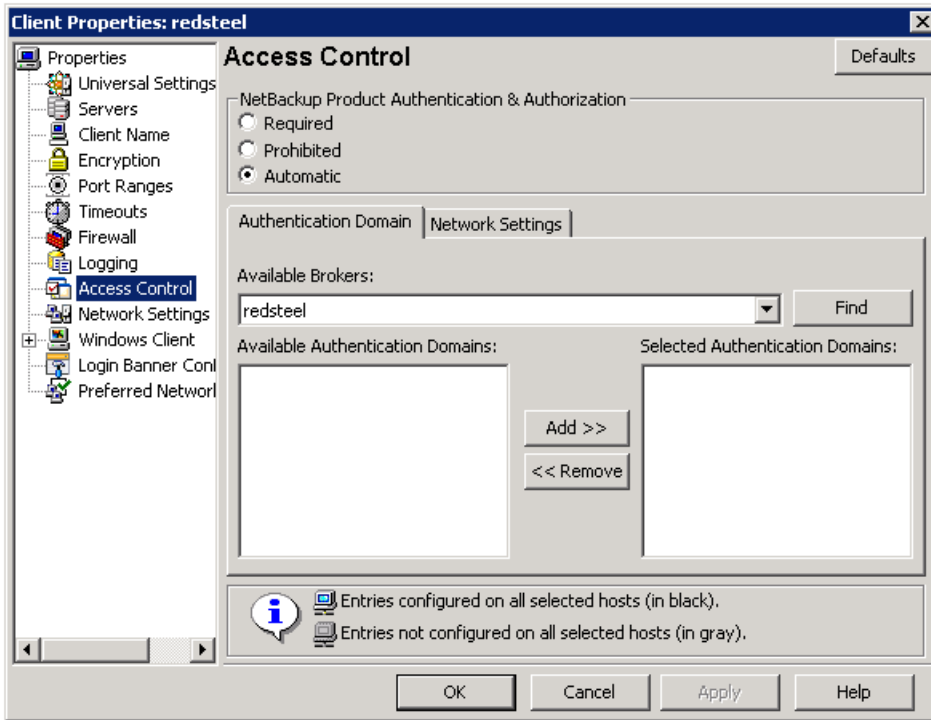 Client Properties: redsteel
Properties
Universal Settings
Servers
Client Name
Encryption
Port Ranges
Timeouts
Firewall
Logging
Access Control
Network Settings
Windows Client
Login Banner Conl
Preferred Networl
Access Control
Defaults
NetBackup Product Authentication & Authorization
Required
Prohibited
Automatic
Authentication Domain
Network Settings
Available Brokers:
redsteel
Find
Available Authentication Domains:
Selected Authentication Domains:
Add >>
<< Remove
Entries configured on all selected hosts (in black).
Entries not configured on all selected hosts (in gray).
OK
Cancel
Apply
Help